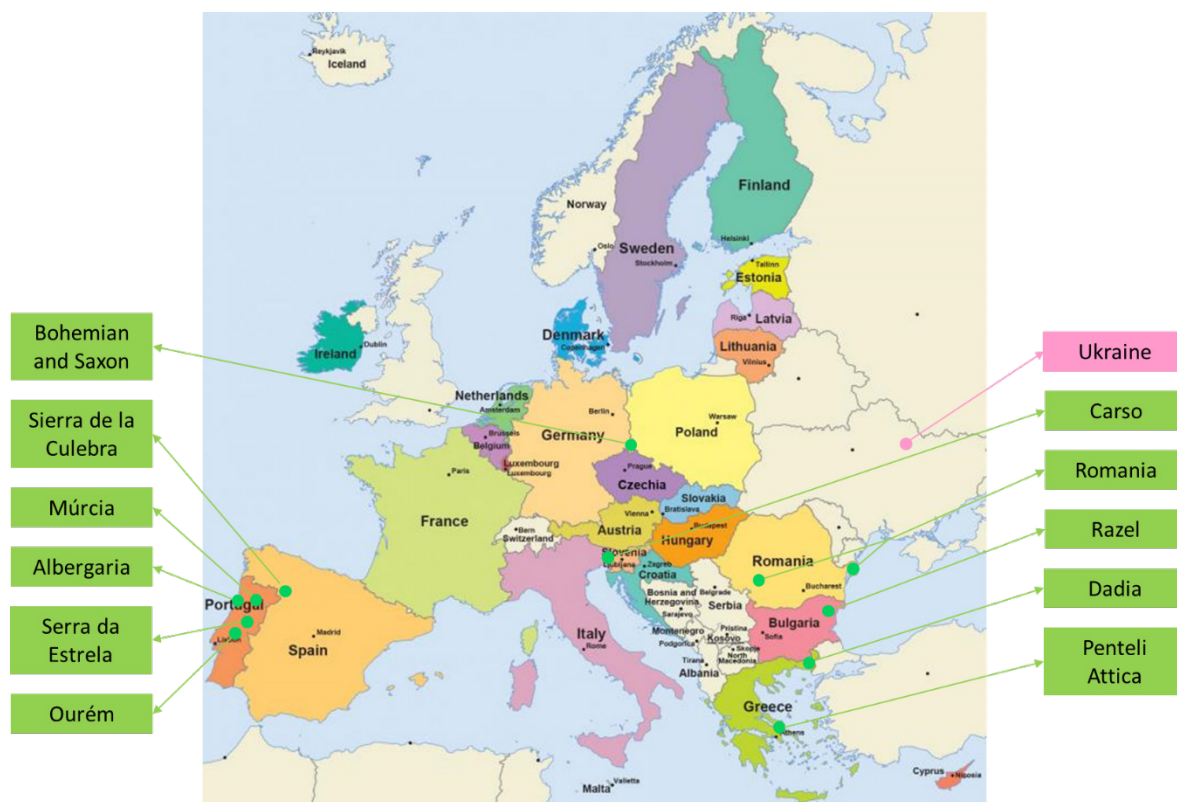 Reykjavik
Iceland
Finland
Norway
Helsinki
Oslo
Sweden
Stockholm
Tallinn
Estonia
Riga
Latvia
Denmark
Copenhagen
Lithuania
Vilnius
Dublin
Ireland
Netherlands
Amsterdam
Berlin
Warsaw
Poland
Germany
Brussels
Belgium
Luxembourg
Luxembourg
Prague
Czechia
Paris
France
Slovakia
Bratislava
Vienna
Austria
Budapest
Hungary
Bern
Switzerland
Slovenia
Ljubljana
Zagreb
Croatia
Romania
Bucharest
Bosnia and
Herzegovina
Sarajevo
Belgrade
Serbia
Montenegro
Podgorica
Pristina
Kosovo
Bulgaria
Sofia
Skopje
North
Macedonia
Tirana
Albania
Italy
Rome
Portugal
Lisbon
Madrid
Spain
Greece
Athens
Malta
Valletta
Cyprus
Nicosia
Bohemian
and Saxon
Sierra de la
Culebra
Múrcia
Albergaria
Serra da
Estrela
Ourém
Ukraine
Carso
Romania
Razel
Dadia
Penteli
Attica